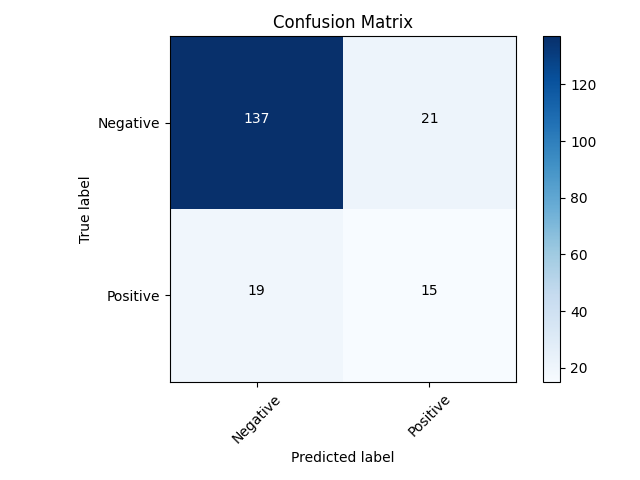 Confusion Matrix
True label
Negative
137
21
Positive
19
15
Negative
Positive
Predicted label
120
100
80
60
40
20